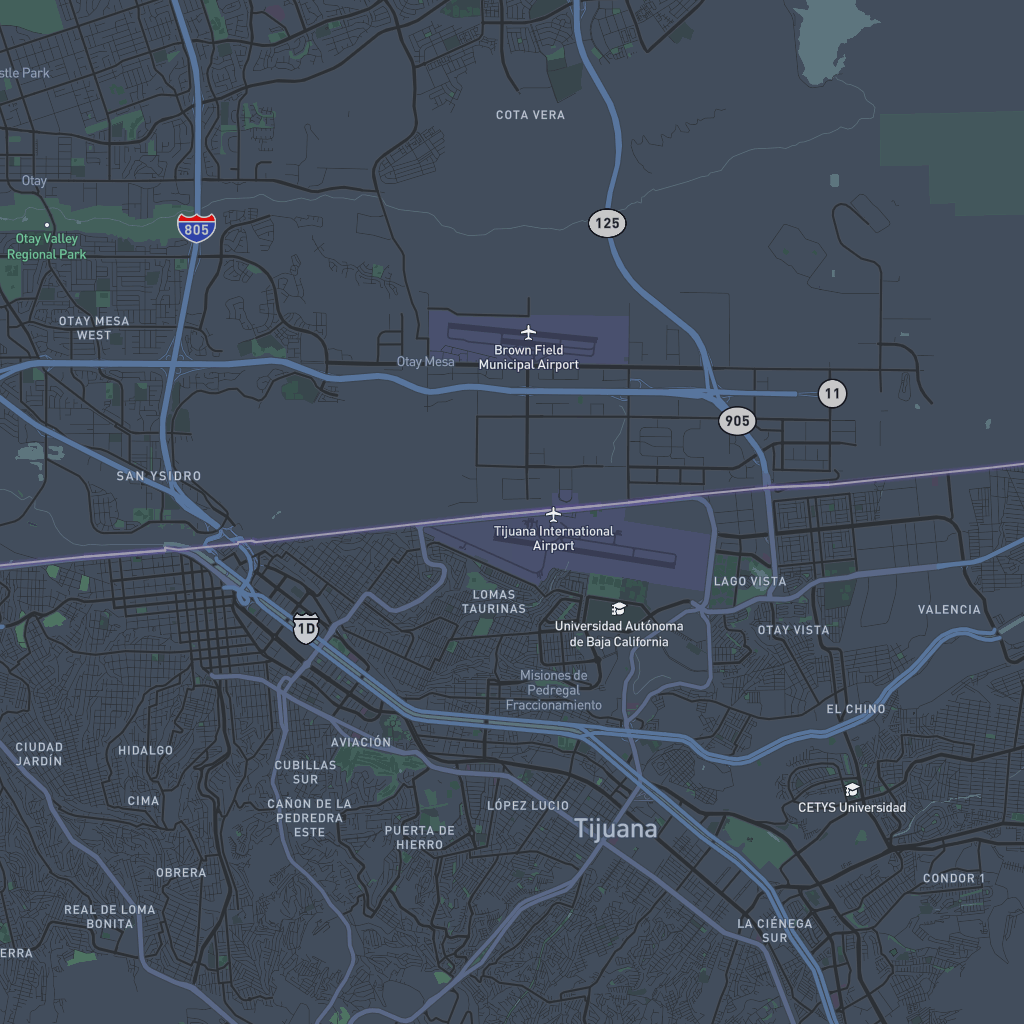 stle Park
COTA VERA
Otay
125
805
Otay Valley
Regional Park
OTAY MESA
WEST
Brown Field
Municipal Airport
Otay Mesa
11
905
SAN YSIDRO
Tijuana International
Airport
LAGO VISTA
LOMAS
TAURINAS
VALENCIA
1D
Universidad Autónoma
de Baja California
OTAY VISTA
Misiones de
Pedregal
Fraccionamiento
EL CHINO
AVIACIÓN
CIUDAD
JARDÍN
HIDALGO
CUBILLAS
SUR
CIMA
CAÑON DE LA
PEDREDRA
ESTE
LÓPEZ LUCIO
CETYS Universidad
PUERTA DE
HIERRO
Tijuana
OBRERA
CONDOR 1
REAL DE LOMA
BONITA
LA CIÉNEGA
SUR
ERRA